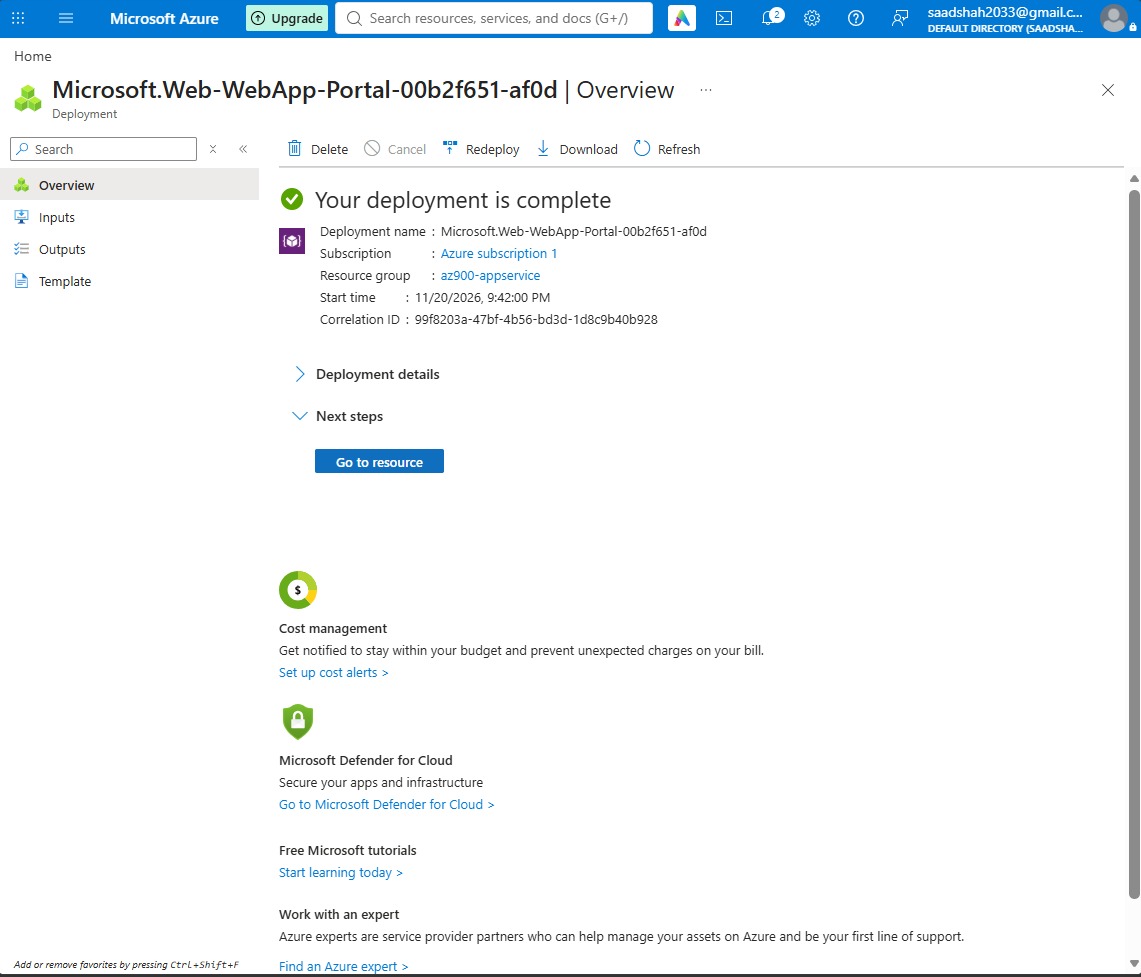 Microsoft Azure
Upgrade
Search resources, services, and docs (G+/)
2
saadshah2033@gmail.c...
DEFAULT DIRECTORY (SAADSHA...
Home
Microsoft.Web-WebApp-Portal-00b2f651-af0d | Overview ...
Deployment
Search
Delete
Cancel
Redeploy
Download
Refresh
Overview
Inputs
Outputs
Template
Your deployment is complete
Deployment name : Microsoft.Web-WebApp-Portal-00b2f651-af0d
Subscription : Azure subscription 1
Resource group : az900-appservice
Start time : 11/20/2026, 9:42:00 PM
Correlation ID : 99f8203a-47bf-4b56-bd3d-1d8c9b40b928
Deployment details
Next steps
Go to resource
$
Cost management
Get notified to stay within your budget and prevent unexpected charges on your bill.
Set up cost alerts >
Microsoft Defender for Cloud
Secure your apps and infrastructure
Go to Microsoft Defender for Cloud >
Free Microsoft tutorials
Start learning today >
Work with an expert
Azure experts are service provider partners who can help manage your assets on Azure and be your first line of support.
Find an Azure expert >
Add or remove favorites by pressing Ctrl+Shift+F